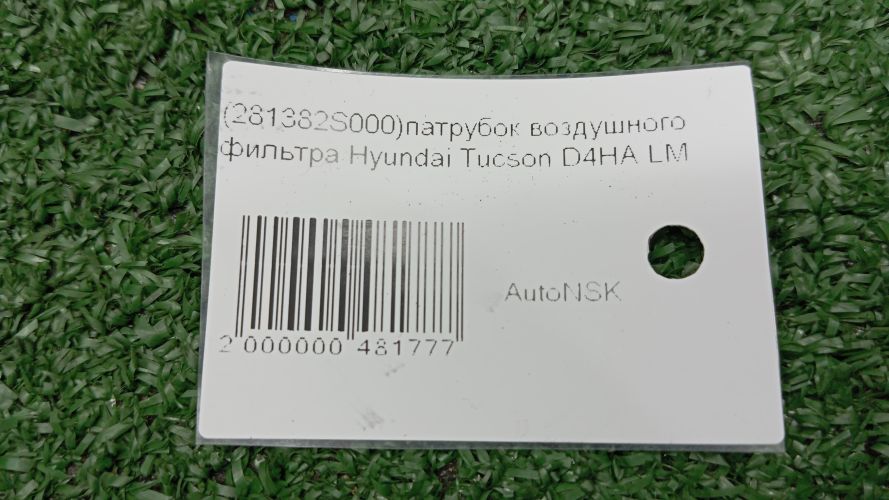 (281382S000)патрубок воздушного
фильтра Hyundai Tucson D4HA LM
AutoNSK
2 000000 481777